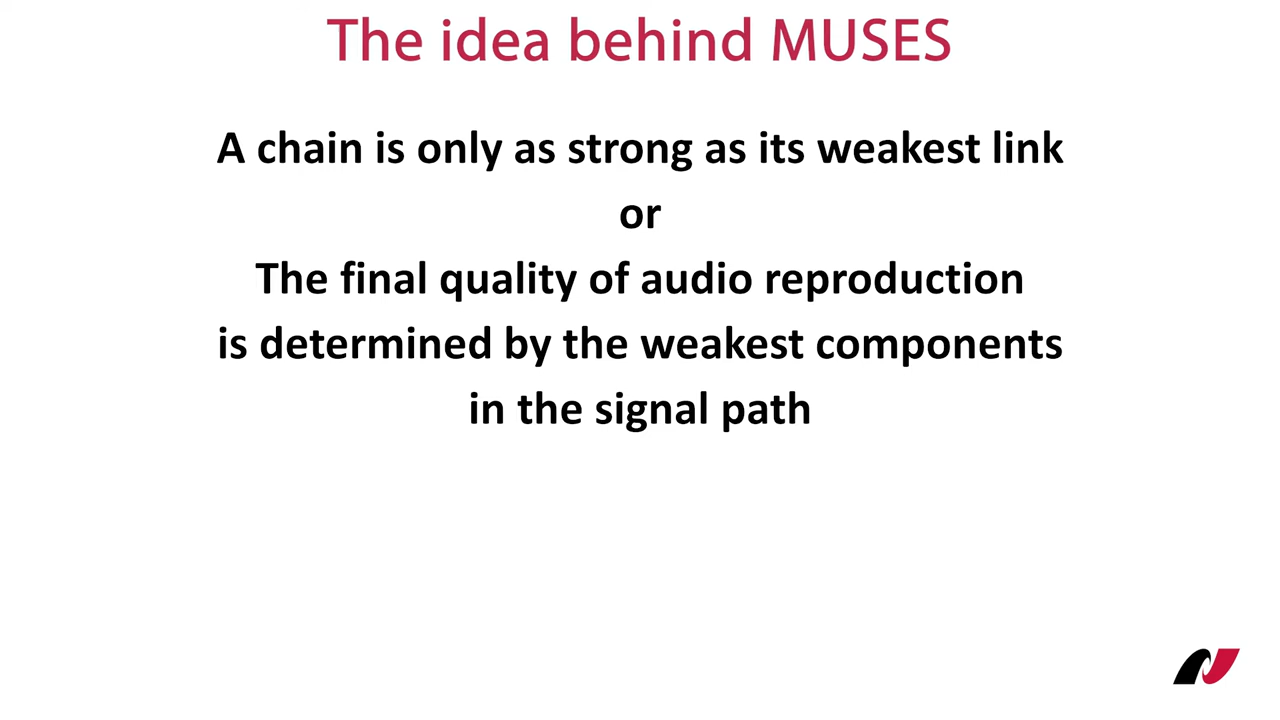 The idea behind MUSES
A chain is only as strong as its weakest link
or
The final quality of audio reproduction
is determined by the weakest components
in the signal path